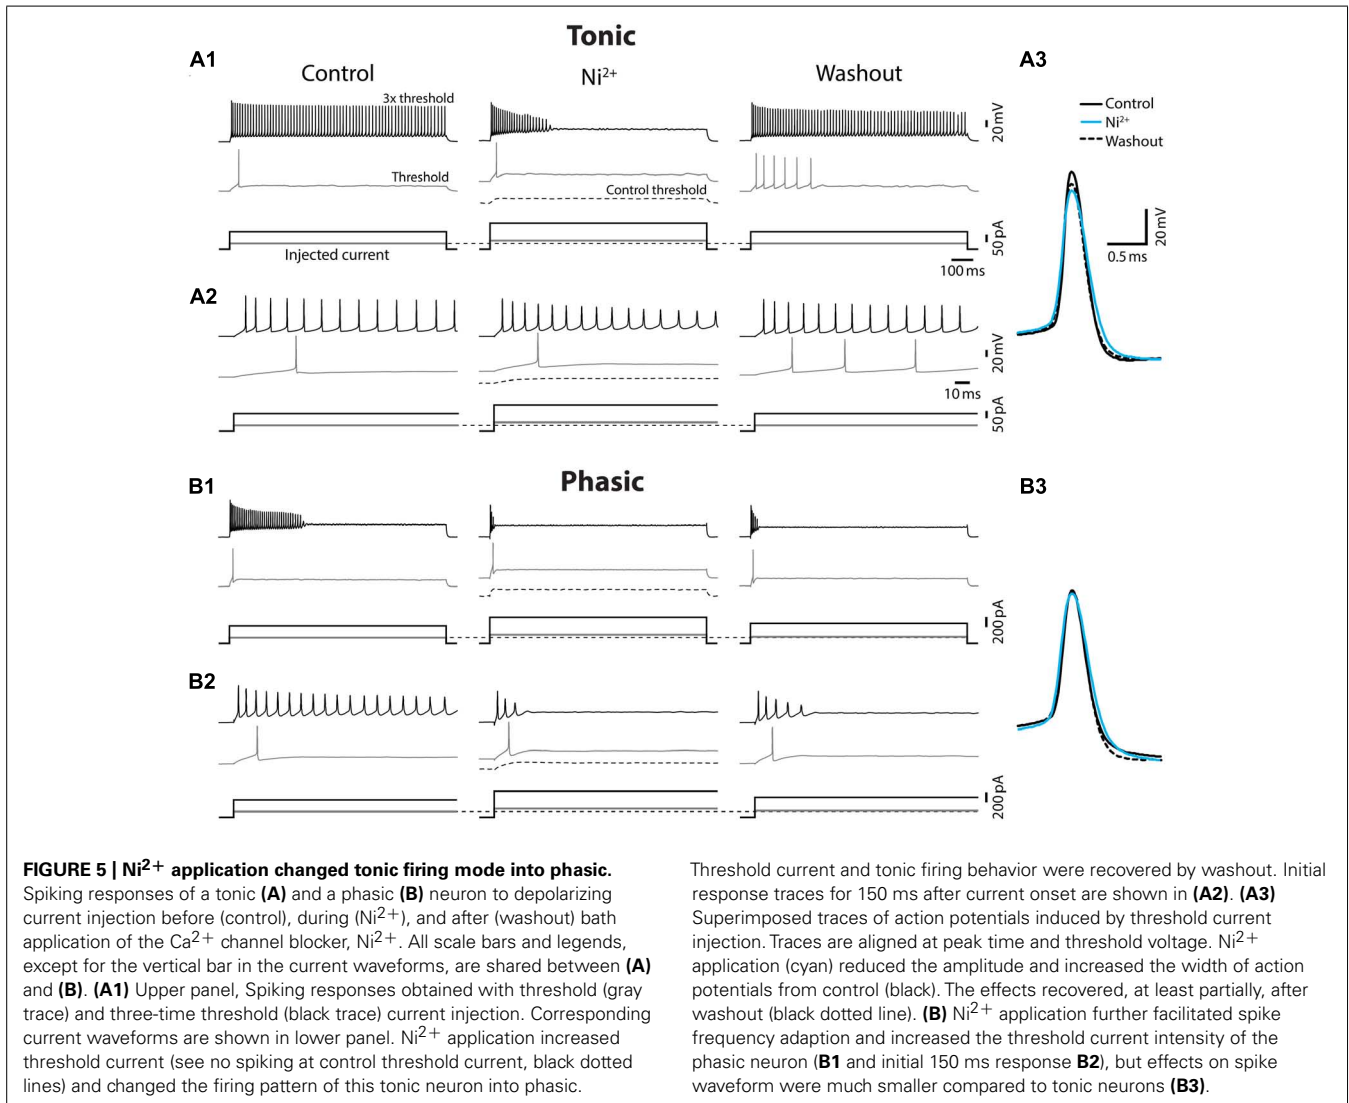 Tonic
A1
Control
Ni2+
Washout
A3
3x threshold
20 mV
Control
Ni2+
Washout
Threshold
Control threshold
20 mV
0.5 ms
Injected current
50 pA
100 ms
A2
20 mV
10 ms
50 pA
Phasic
B1
B3
200 pA
B2
200 pA
FIGURE 5 | Ni2+ application changed tonic firing mode into phasic.
Spiking responses of a tonic (A) and a phasic (B) neuron to depolarizing
current injection before (control), during (Ni2+), and after (washout) bath
application of the Ca2+ channel blocker, Ni2+. All scale bars and legends,
except for the vertical bar in the current waveforms, are shared between (A)
and (B). (A1) Upper panel, Spiking responses obtained with threshold (gray
trace) and three-time threshold (black trace) current injection. Corresponding
current waveforms are shown in lower panel. Ni2+ application increased
threshold current (see no spiking at control threshold current, black dotted
lines) and changed the firing pattern of this tonic neuron into phasic.
Threshold current and tonic firing behavior were recovered by washout. Initial
response traces for 150 ms after current onset are shown in (A2). (A3)
Superimposed traces of action potentials induced by threshold current
injection. Traces are aligned at peak time and threshold voltage. Ni2+
application (cyan) reduced the amplitude and increased the width of action
potentials from control (black). The effects recovered, at least partially, after
washout (black dotted line). (B) Ni2+ application further facilitated spike
frequency adaption and increased the threshold current intensity of the
phasic neuron (B1 and initial 150 ms response B2), but effects on spike
waveform were much smaller compared to tonic neurons (B3).